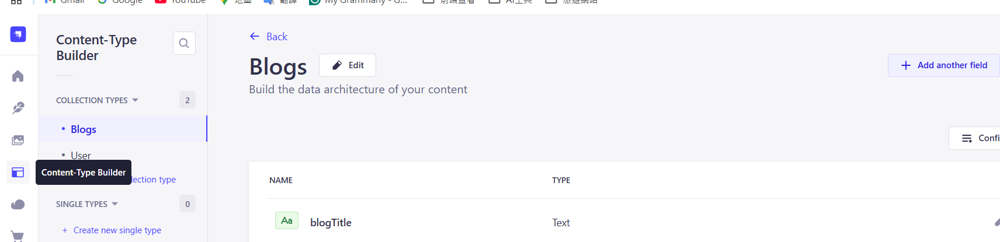 Gmail
Google
YouTube
地圖
翻譯
My Grammarly - G...
前端查看
AI工具
旅遊網站
Content-Type
Builder
COLLECTION TYPES
2
Blogs
User
Content-Type Builder
lection type
SINGLE TYPES
0
+ Create new single type
← Back
Blogs
Edit
Build the data architecture of your content
+ Add another field
Confi
NAME
TYPE
Aa
blogTitle
Text